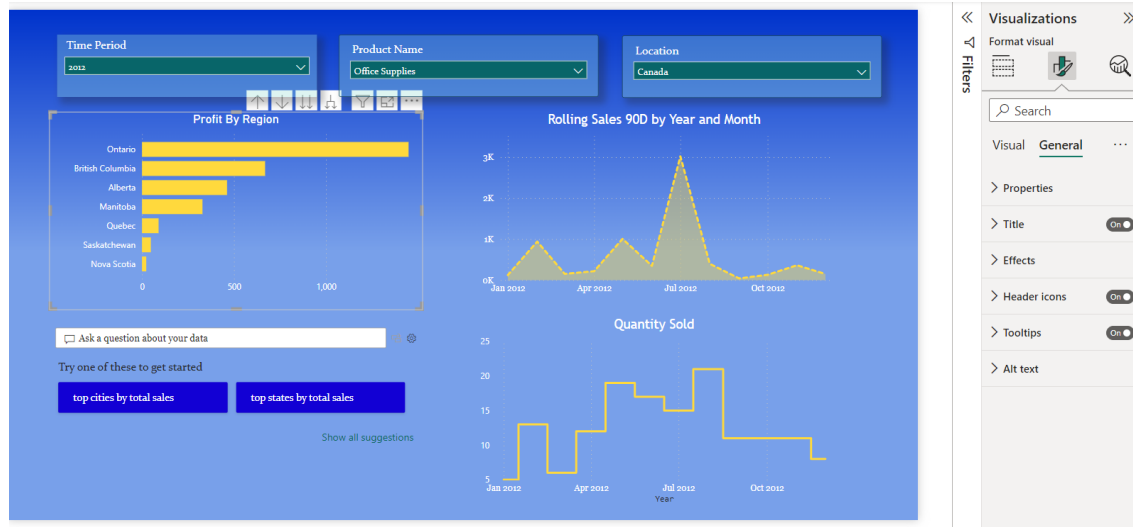 Time Period
2012
Product Name
Office Supplies
Location
Canada
Profit By Region
Ontario
British Columbia
Alberta
Manitoba
Quebec
Saskatchewan
Nova Scotia
0
500
1,000
Rolling Sales 90D by Year and Month
3K
2K
1K
0K
Jan 2012
Apr 2012
Jul 2012
Oct 2012
Ask a question about your data
Try one of these to get started
top cities by total sales
top states by total sales
Show all suggestions
Quantity Sold
25
20
15
10
5
Jan 2012
Apr 2012
Jul 2012
Oct 2012
Year
Filters
Visualizations
Format visual
Search
Visual
General
Properties
Title
On
Effects
Header icons
On
Tooltips
On
Alt text